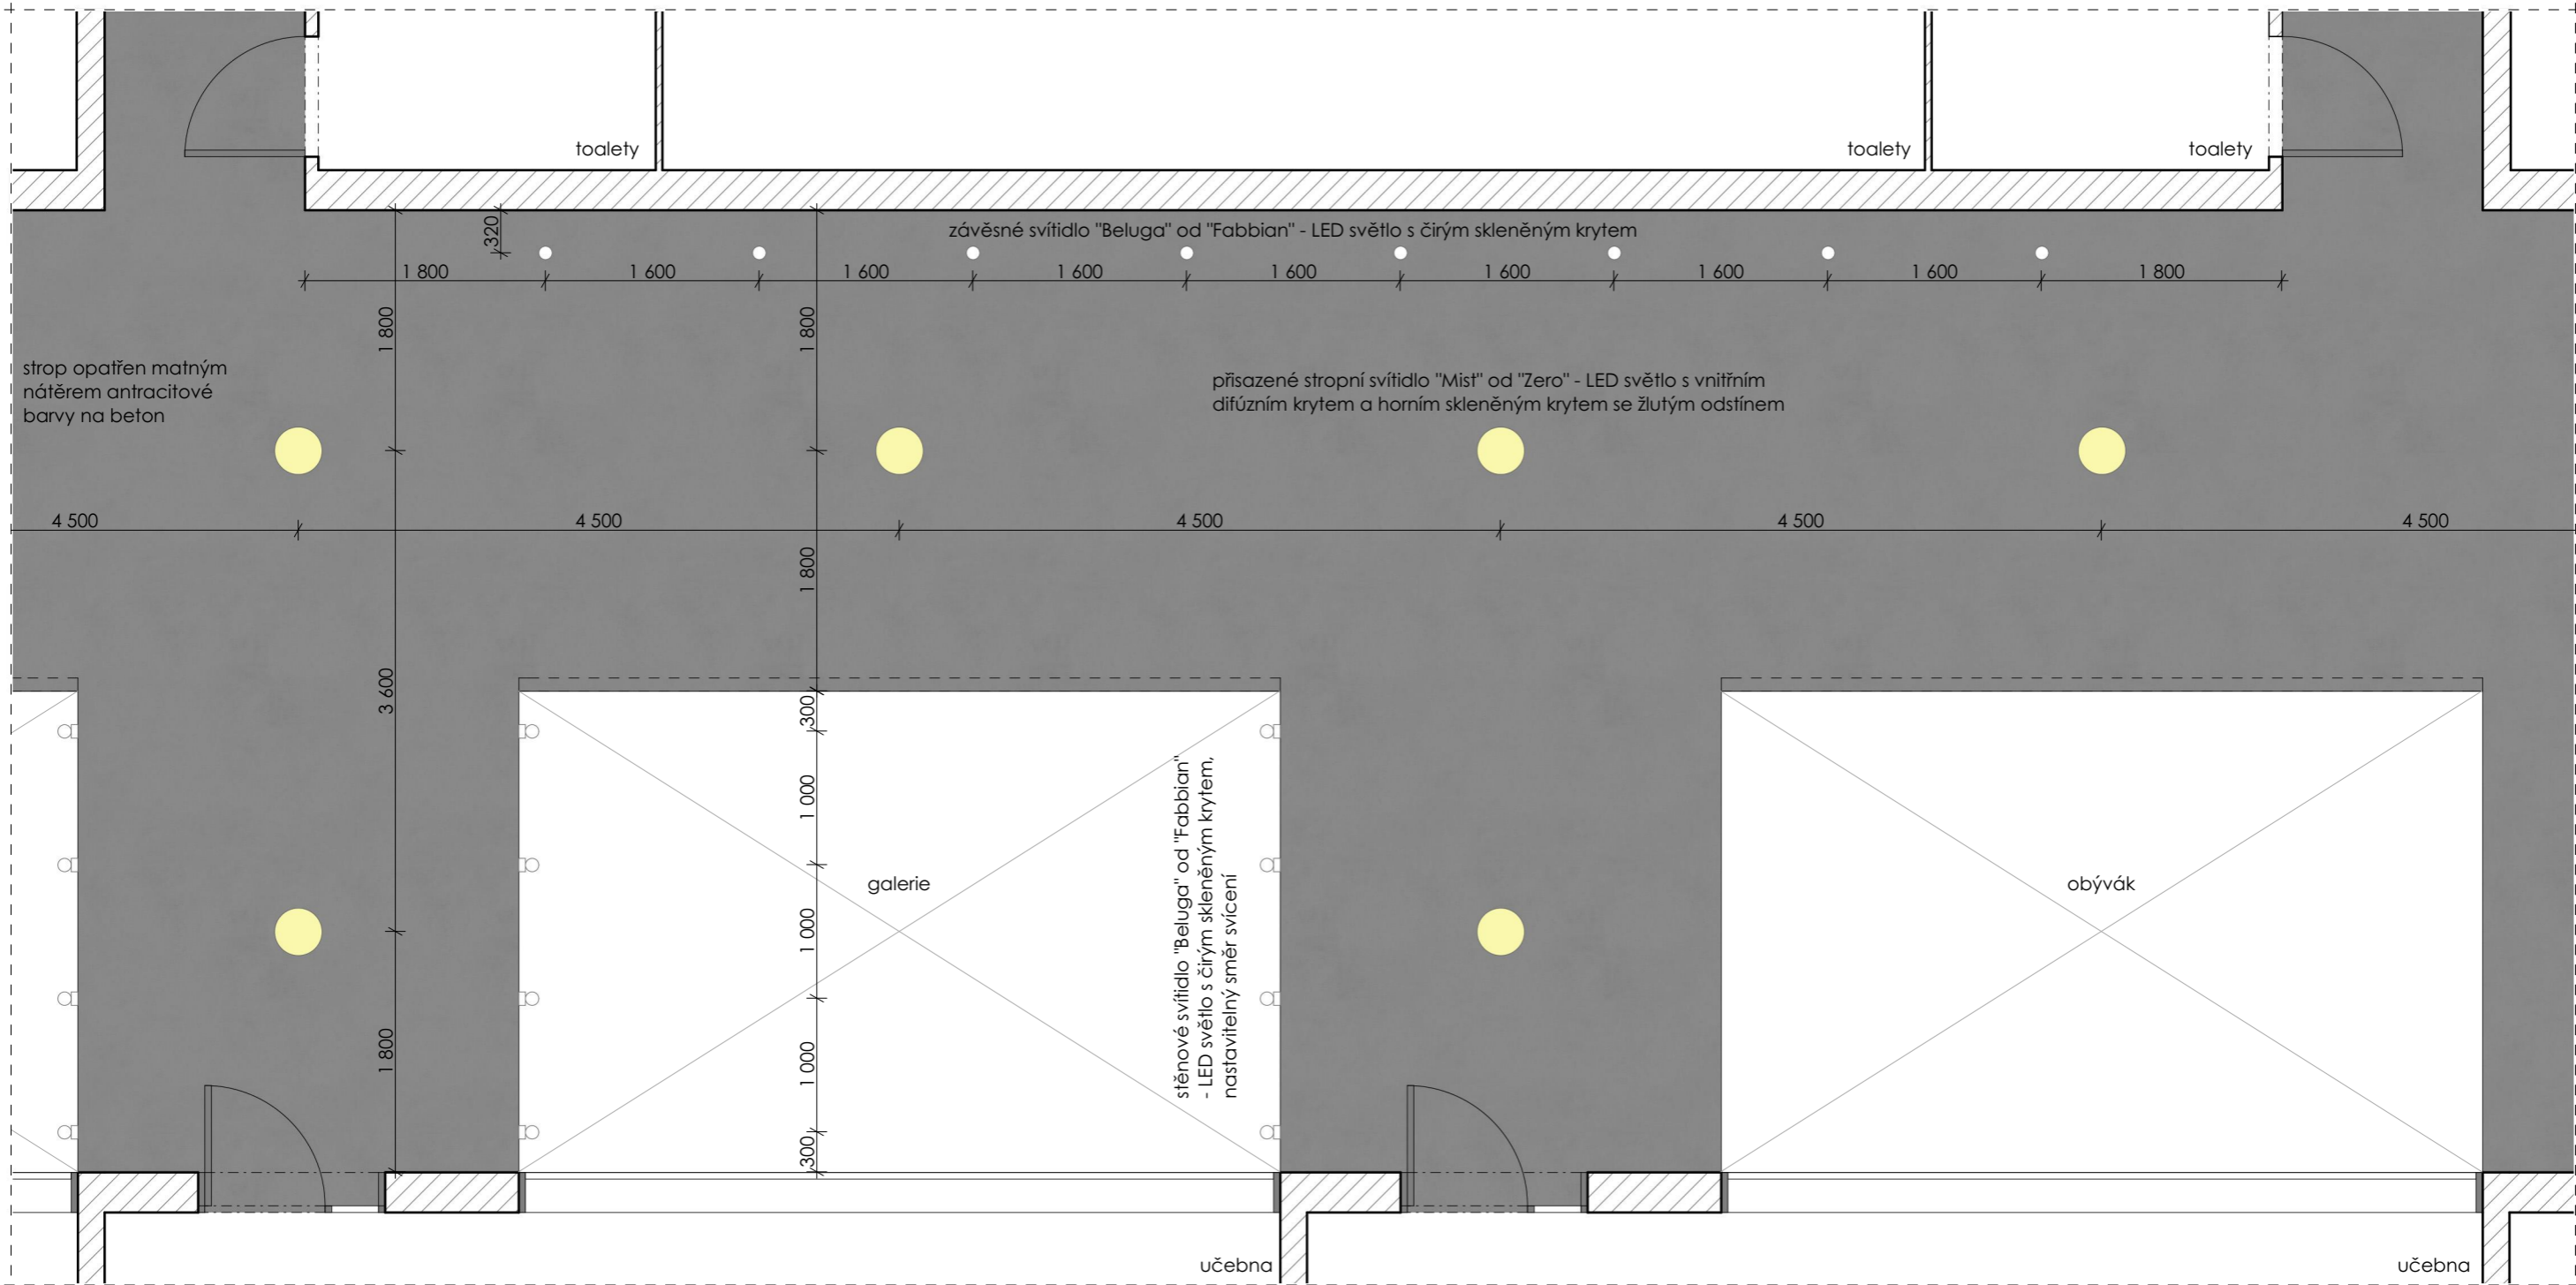 toalety
toalety
toalety
320
závěsné svítidlo "Beluga" od "Fabbian" - LED světlo s čirým skleněným krytem
1 800
1 600
1 600
1 600
1 600
1 600
1 600
1 600
1 800
1 800
1 800
strop opatřen matným
nátěrem antracitové
barvy na beton
přisazené stropní svítidlo "Mist" od "Zero" - LED světlo s vnitřním
difúzním krytem a horním skleněným krytem se žlutým odstínem
4 500
4 500
4 500
4 500
4 500
1 800
3 600
300
1 000
1 000
1 000
300
1 800
galerie
stěnové svítidlo "Beluga" od "Fabbian"
- LED světlo s čirým skleněným krytem,
nastavitelný směr svícení
obývák
učebna
učebna